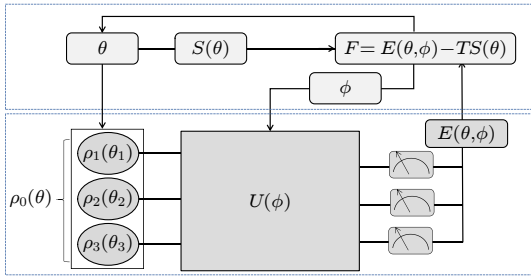 θ
S(θ)
F = E(θ,ϕ) − TS(θ)
ϕ
E(θ,ϕ)
ρ₁(θ₁)
ρ₀(θ)
ρ₂(θ₂)
U(ϕ)
ρ₃(θ₃)